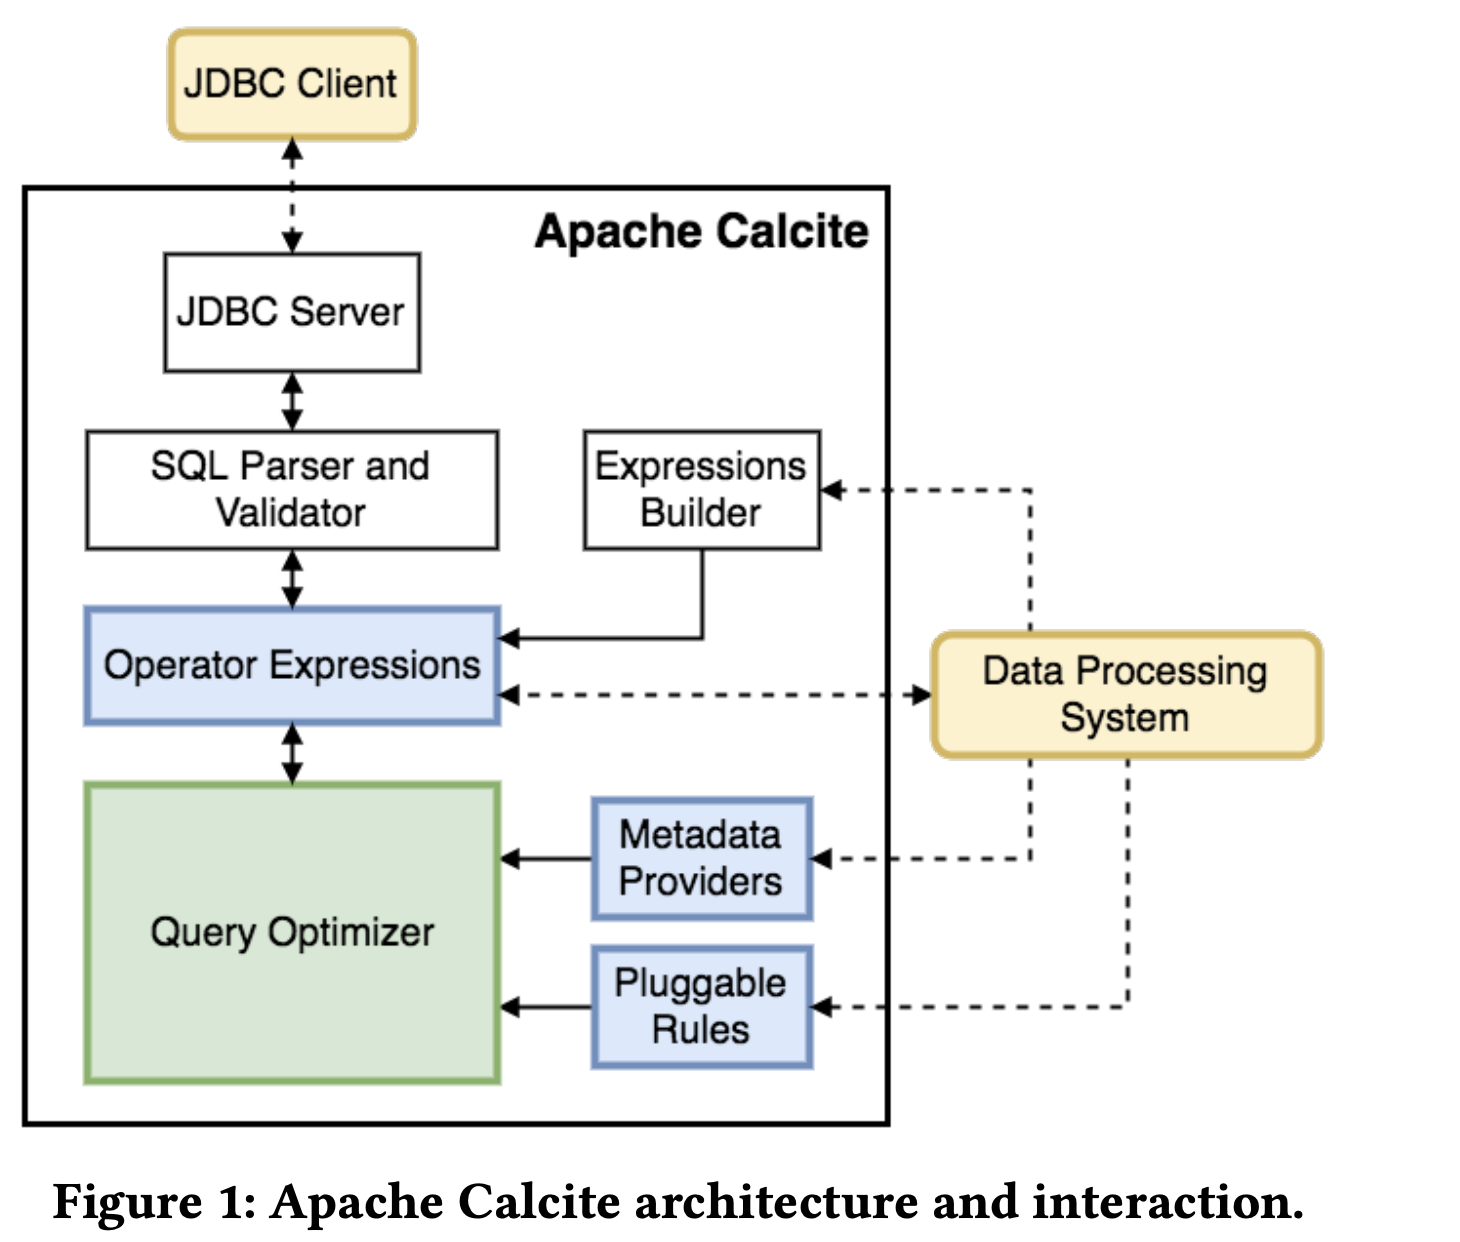 JDBC Client
Apache Calcite
JDBC Server
SQL Parser and
Validator
Expressions
Builder
Operator Expressions
Data Processing
System
Query Optimizer
Metadata
Providers
Pluggable
Rules
Figure 1: Apache Calcite architecture and interaction.